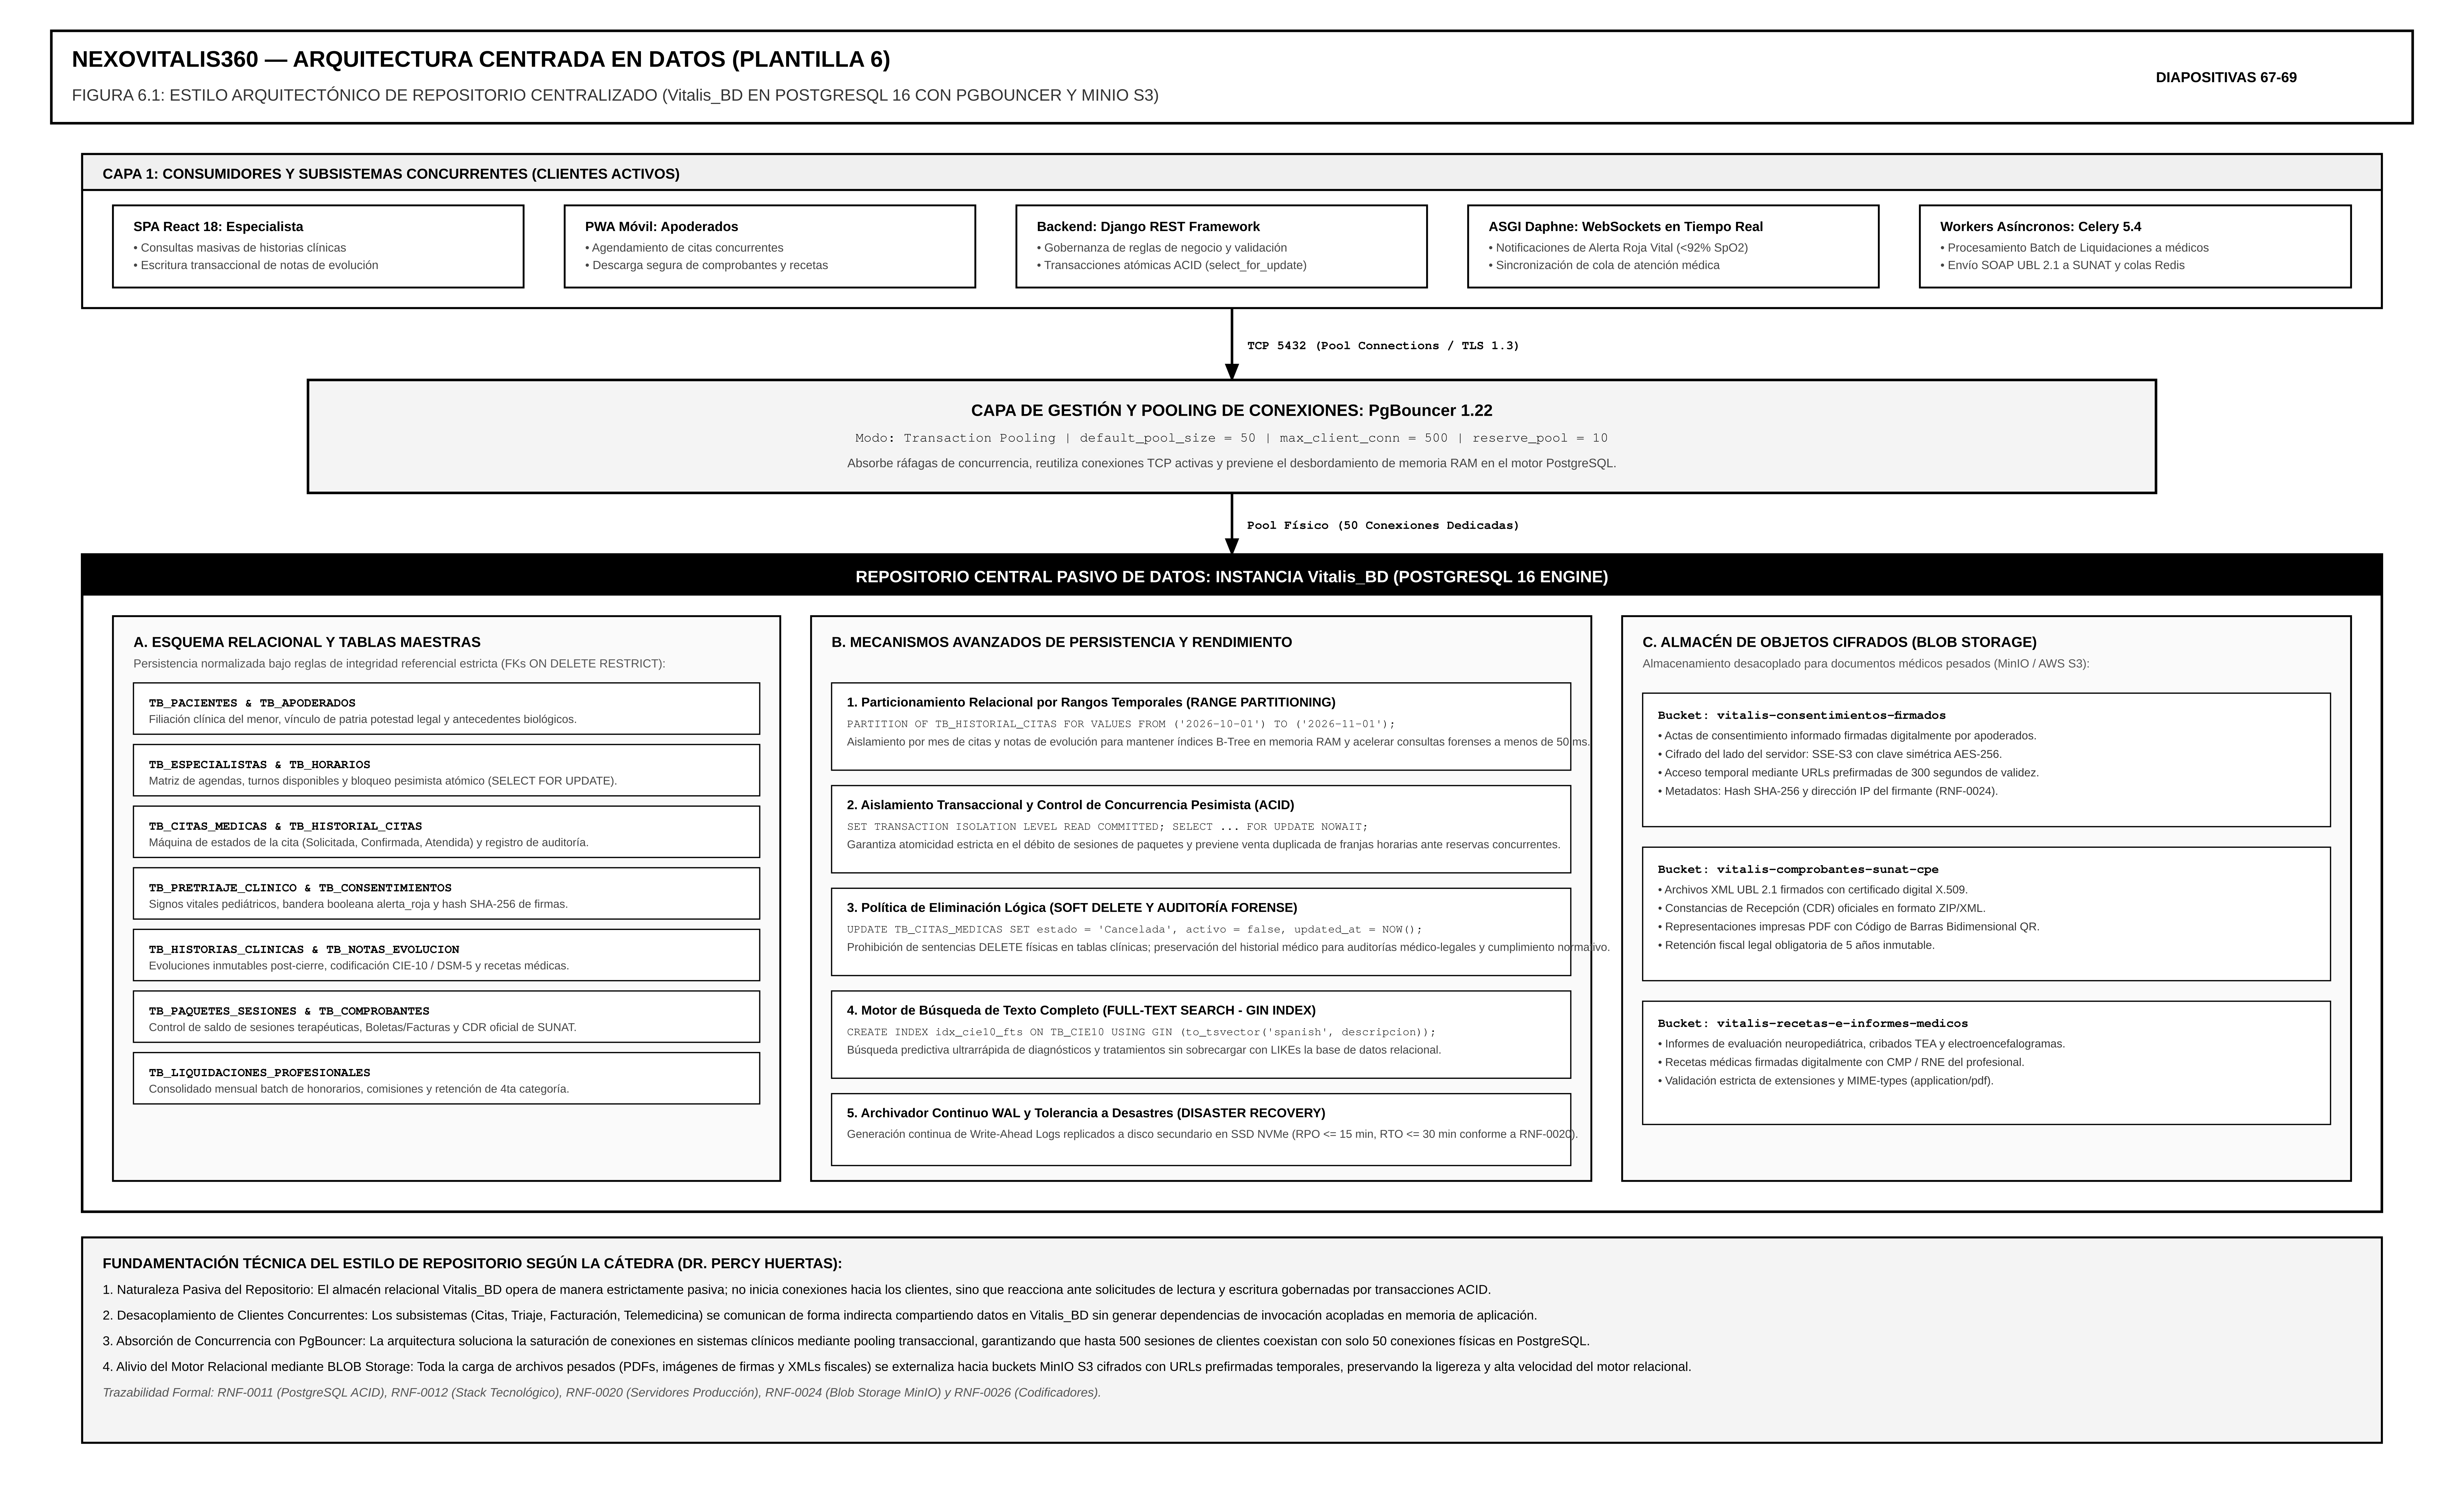 NEXOVITALIS360 — ARQUITECTURA CENTRADA EN DATOS (PLANTILLA 6)
FIGURA 6.1: ESTILO ARQUITECTÓNICO DE REPOSITORIO CENTRALIZADO (Vitalis_BD EN POSTGRESQL 16 CON PGBOUNCER Y MINIO S3)
DIAPOSITIVAS 67-69
CAPA 1: CONSUMIDORES Y SUBSISTEMAS CONCURRENTES (CLIENTES ACTIVOS)
SPA React 18: Especialista
• Consultas masivas de historias clínicas
• Escritura transaccional de notas de evolución
PWA Móvil: Apoderados
• Agendamiento de citas concurrentes
• Descarga segura de comprobantes y recetas
Backend: Django REST Framework
• Gobernanza de reglas de negocio y validación
• Transacciones atómicas ACID (select_for_update)
ASGI Daphne: WebSockets en Tiempo Real
• Notificaciones de Alerta Roja Vital (<92% SpO2)
• Sincronización de cola de atención médica
Workers Asíncronos: Celery 5.4
• Procesamiento Batch de Liquidaciones a médicos
• Envío SOAP UBL 2.1 a SUNAT y colas Redis
TCP 5432 (Pool Connections / TLS 1.3)
CAPA DE GESTIÓN Y POOLING DE CONEXIONES: PgBouncer 1.22
Modo: Transaction Pooling | default_pool_size = 50 | max_client_conn = 500 | reserve_pool = 10
Absorbe ráfagas de concurrencia, reutiliza conexiones TCP activas y previene el desbordamiento de memoria RAM en el motor PostgreSQL.
Pool Físico (50 Conexiones Dedicadas)
REPOSITORIO CENTRAL PASIVO DE DATOS: INSTANCIA Vitalis_BD (POSTGRESQL 16 ENGINE)
A. ESQUEMA RELACIONAL Y TABLAS MAESTRAS
Persistencia normalizada bajo reglas de integridad referencial estricta (FKs ON DELETE RESTRICT):
TB_PACIENTES & TB_APODERADOS
Filiación clínica del menor, vínculo de patria potestad legal y antecedentes biológicos.
TB_ESPECIALISTAS & TB_HORARIOS
Matriz de agendas, turnos disponibles y bloqueo pesimista atómico (SELECT FOR UPDATE).
TB_CITAS_MEDICAS & TB_HISTORIAL_CITAS
Máquina de estados de la cita (Solicitada, Confirmada, Atendida) y registro de auditoría.
TB_PRETRIAJE_CLINICO & TB_CONSENTIMIENTOS
Signos vitales pediátricos, bandera booleana alerta_roja y hash SHA-256 de firmas.
TB_HISTORIAS_CLINICAS & TB_NOTAS_EVOLUCION
Evoluciones inmutables post-cierre, codificación CIE-10 / DSM-5 y recetas médicas.
TB_PAQUETES_SESIONES & TB_COMPROBANTES
Control de saldo de sesiones terapéuticas, Boletas/Facturas y CDR oficial de SUNAT.
TB_LIQUIDACIONES_PROFESIONALES
Consolidado mensual batch de honorarios, comisiones y retención de 4ta categoría.
B. MECANISMOS AVANZADOS DE PERSISTENCIA Y RENDIMIENTO
1. Particionamiento Relacional por Rangos Temporales (RANGE PARTITIONING)
PARTITION OF TB_HISTORIAL_CITAS FOR VALUES FROM ('2026-10-01') TO ('2026-11-01');
Aislamiento por mes de citas y notas de evolución para mantener índices B-Tree en memoria RAM y acelerar consultas forenses a menos de 50 ms.
2. Aislamiento Transaccional y Control de Concurrencia Pesimista (ACID)
SET TRANSACTION ISOLATION LEVEL READ COMMITTED; SELECT ... FOR UPDATE NOWAIT;
Garantiza atomicidad estricta en el débito de sesiones de paquetes y previene venta duplicada de franjas horarias ante reservas concurrentes.
3. Política de Eliminación Lógica (SOFT DELETE Y AUDITORÍA FORENSE)
UPDATE TB_CITAS_MEDICAS SET estado = 'Cancelada', activo = false, updated_at = NOW();
Prohibición de sentencias DELETE físicas en tablas clínicas; preservación del historial médico para auditorías médico-legales y cumplimiento normativo.
4. Motor de Búsqueda de Texto Completo (FULL-TEXT SEARCH - GIN INDEX)
CREATE INDEX idx_cie10_fts ON TB_CIE10 USING GIN (to_tsvector('spanish', descripcion));
Búsqueda predictiva ultrarrápida de diagnósticos y tratamientos sin sobrecargar con LIKEs la base de datos relacional.
5. Archivador Continuo WAL y Tolerancia a Desastres (DISASTER RECOVERY)
Generación continua de Write-Ahead Logs replicados a disco secundario en SSD NVMe (RPO <= 15 min, RTO <= 30 min conforme a RNF-0020).
C. ALMACÉN DE OBJETOS CIFRADOS (BLOB STORAGE)
Almacenamiento desacoplado para documentos médicos pesados (MinIO / AWS S3):
Bucket: vitalis-consentimientos-firmados
• Actas de consentimiento informado firmadas digitalmente por apoderados.
• Cifrado del lado del servidor: SSE-S3 con clave simétrica AES-256.
• Acceso temporal mediante URLs prefirmadas de 300 segundos de validez.
• Metadatos: Hash SHA-256 y dirección IP del firmante (RNF-0024).
Bucket: vitalis-comprobantes-sunat-cpe
• Archivos XML UBL 2.1 firmados con certificado digital X.509.
• Constancias de Recepción (CDR) oficiales en formato ZIP/XML.
• Representaciones impresas PDF con Código de Barras Bidimensional QR.
• Retención fiscal legal obligatoria de 5 años inmutable.
Bucket: vitalis-recetas-e-informes-medicos
• Informes de evaluación neuropediátrica, cribados TEA y electroencefalogramas.
• Recetas médicas firmadas digitalmente con CMP / RNE del profesional.
• Validación estricta de extensiones y MIME-types (application/pdf).
FUNDAMENTACIÓN TÉCNICA DEL ESTILO DE REPOSITORIO SEGÚN LA CÁTEDRA (DR. PERCY HUERTAS):
1. Naturaleza Pasiva del Repositorio: El almacén relacional Vitalis_BD opera de manera estrictamente pasiva; no inicia conexiones hacia los clientes, sino que reacciona ante solicitudes de lectura y escritura gobernadas por transacciones ACID.
2. Desacoplamiento de Clientes Concurrentes: Los subsistemas (Citas, Triaje, Facturación, Telemedicina) se comunican de forma indirecta compartiendo datos en Vitalis_BD sin generar dependencias de invocación acopladas en memoria de aplicación.
3. Absorción de Concurrencia con PgBouncer: La arquitectura soluciona la saturación de conexiones en sistemas clínicos mediante pooling transaccional, garantizando que hasta 500 sesiones de clientes coexistan con solo 50 conexiones físicas en PostgreSQL.
4. Alivio del Motor Relacional mediante BLOB Storage: Toda la carga de archivos pesados (PDFs, imágenes de firmas y XMLs fiscales) se externaliza hacia buckets MinIO S3 cifrados con URLs prefirmadas temporales, preservando la ligereza y alta velocidad del motor relacional.
Trazabilidad Formal: RNF-0011 (PostgreSQL ACID), RNF-0012 (Stack Tecnológico), RNF-0020 (Servidores Producción), RNF-0024 (Blob Storage MinIO) y RNF-0026 (Codificadores).